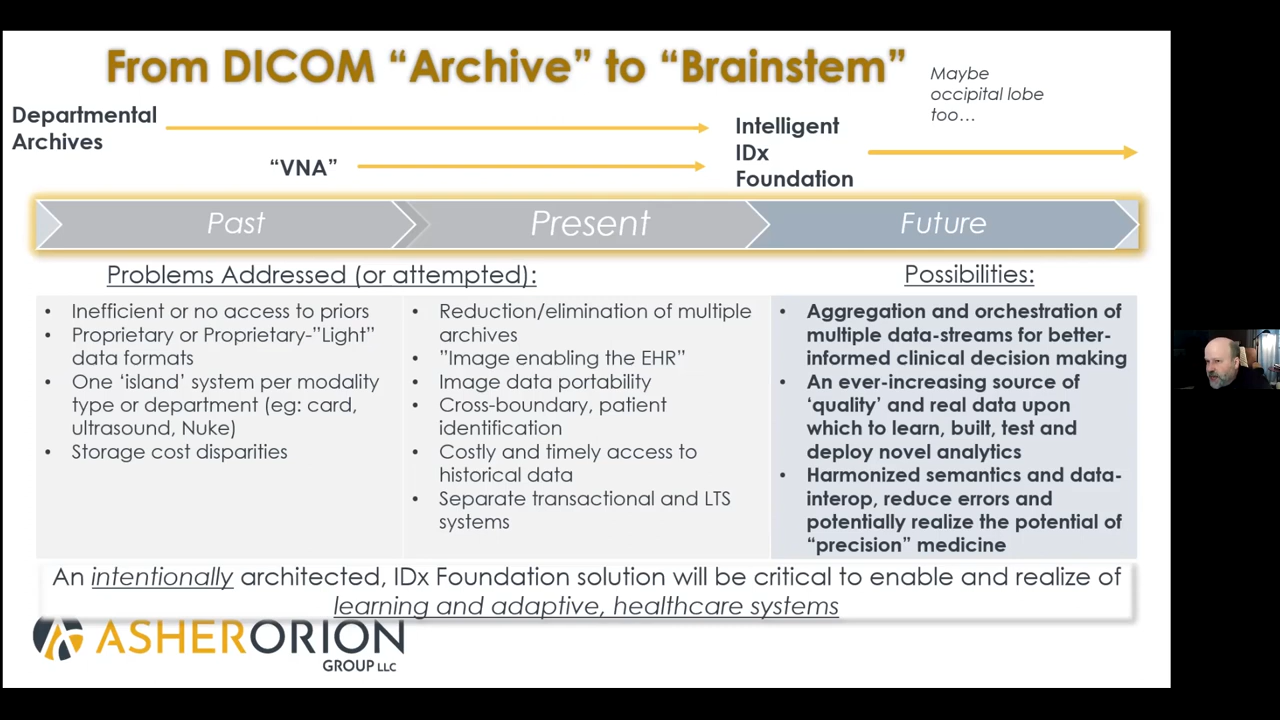 From DICOM “Archive” to “Brainstem”
Maybe
occipital lobe
too…
Departmental
Archives
“VNA”
Intelligent
IDx
Foundation
Past
Present
Future
Problems Addressed (or attempted):
Possibilities:
• Inefficient or no access to priors
• Proprietary or Proprietary-”Light”
data formats
• One ‘island’ system per modality
type or department (eg: card,
ultrasound, Nuke)
• Storage cost disparities
• Reduction/elimination of multiple
archives
• ”Image enabling the EHR”
• Image data portability
• Cross-boundary, patient
identification
• Costly and timely access to
historical data
• Separate transactional and LTS
systems
• Aggregation and orchestration of
multiple data-streams for better-
informed clinical decision making
• An ever-increasing source of
‘quality’ and real data upon
which to learn, built, test and
deploy novel analytics
• Harmonized semantics and data-
interop, reduce errors and
potentially realize the potential of
“precision” medicine
An intentionally architected, IDx Foundation solution will be critical to enable and realize of
learning and adaptive, healthcare systems
ASHERORION
GROUP LLC